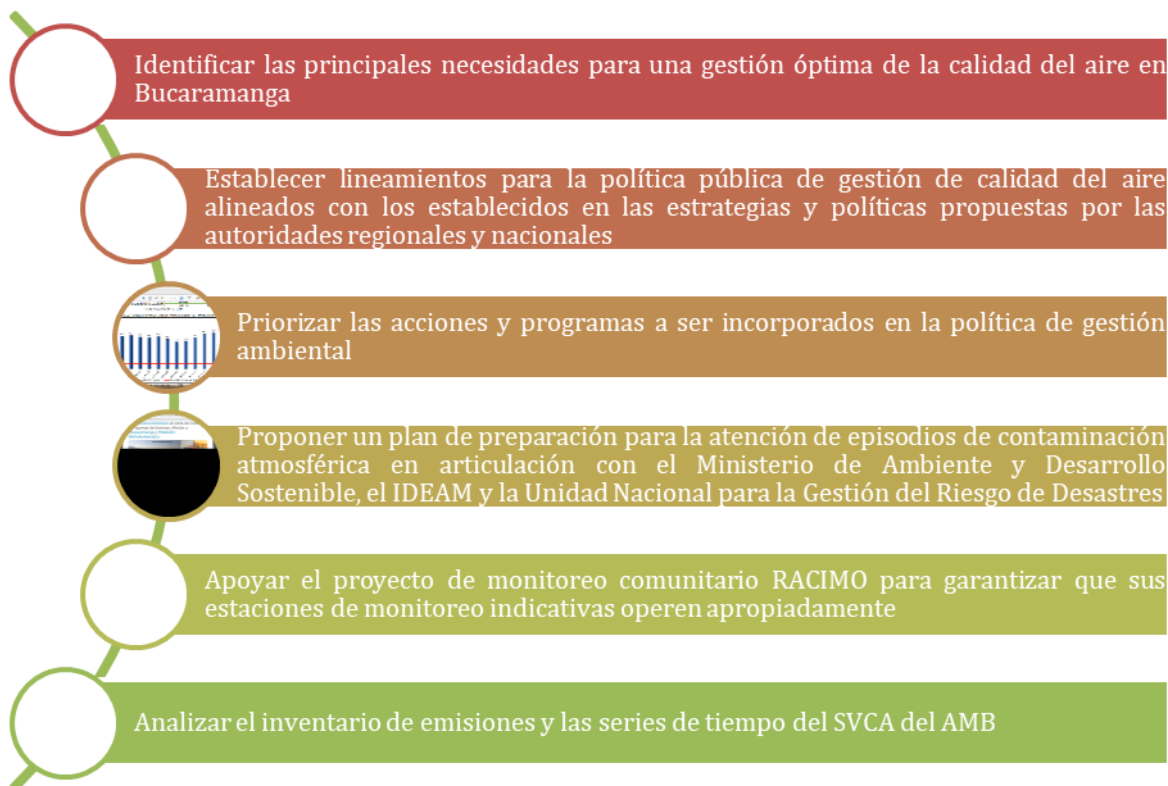 Identificar las principales necesidades para una gestión óptima de la calidad del aire en
Bucaramanga
Establecer lineamientos para la política pública de gestión de calidad del aire
alineados con los establecidos en las estrategias y políticas propuestas por las
autoridades regionales y nacionales
Priorizar las acciones y programas a ser incorporados en la política de gestión
ambiental
Proponer un plan de preparación para la atención de episodios de contaminación
atmosférica en articulación con el Ministerio de Ambiente y Desarrollo
Sostenible, el IDEAM y la Unidad Nacional para la Gestión del Riesgo de Desastres
Apoyar el proyecto de monitoreo comunitario RACIMO para garantizar que sus
estaciones de monitoreo indicativas operen apropiadamente
Analizar el inventario de emisiones y las series de tiempo del SVCA del AMB